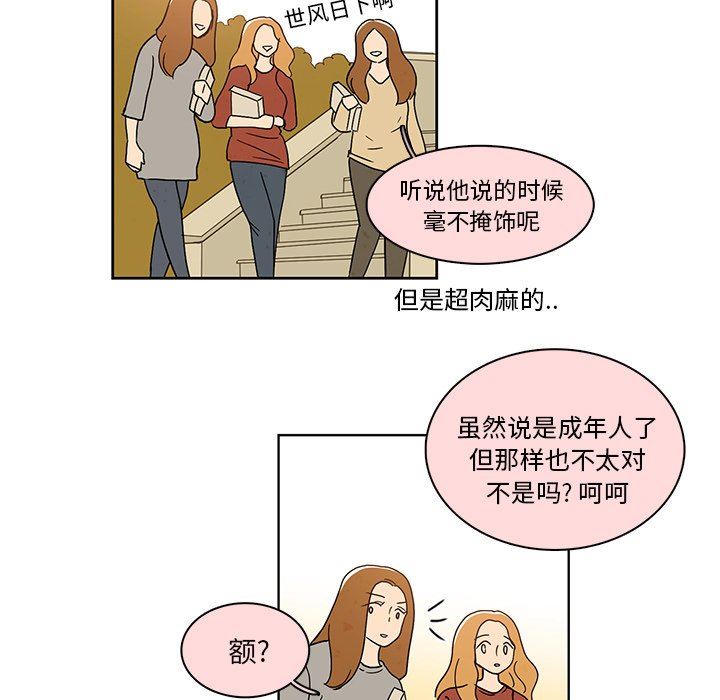 世风日下啊
听说他说的时候
毫不掩饰呢
但是超肉麻的..
虽然说是成年人了
但那样也不太对
不是吗? 呵呵
额?